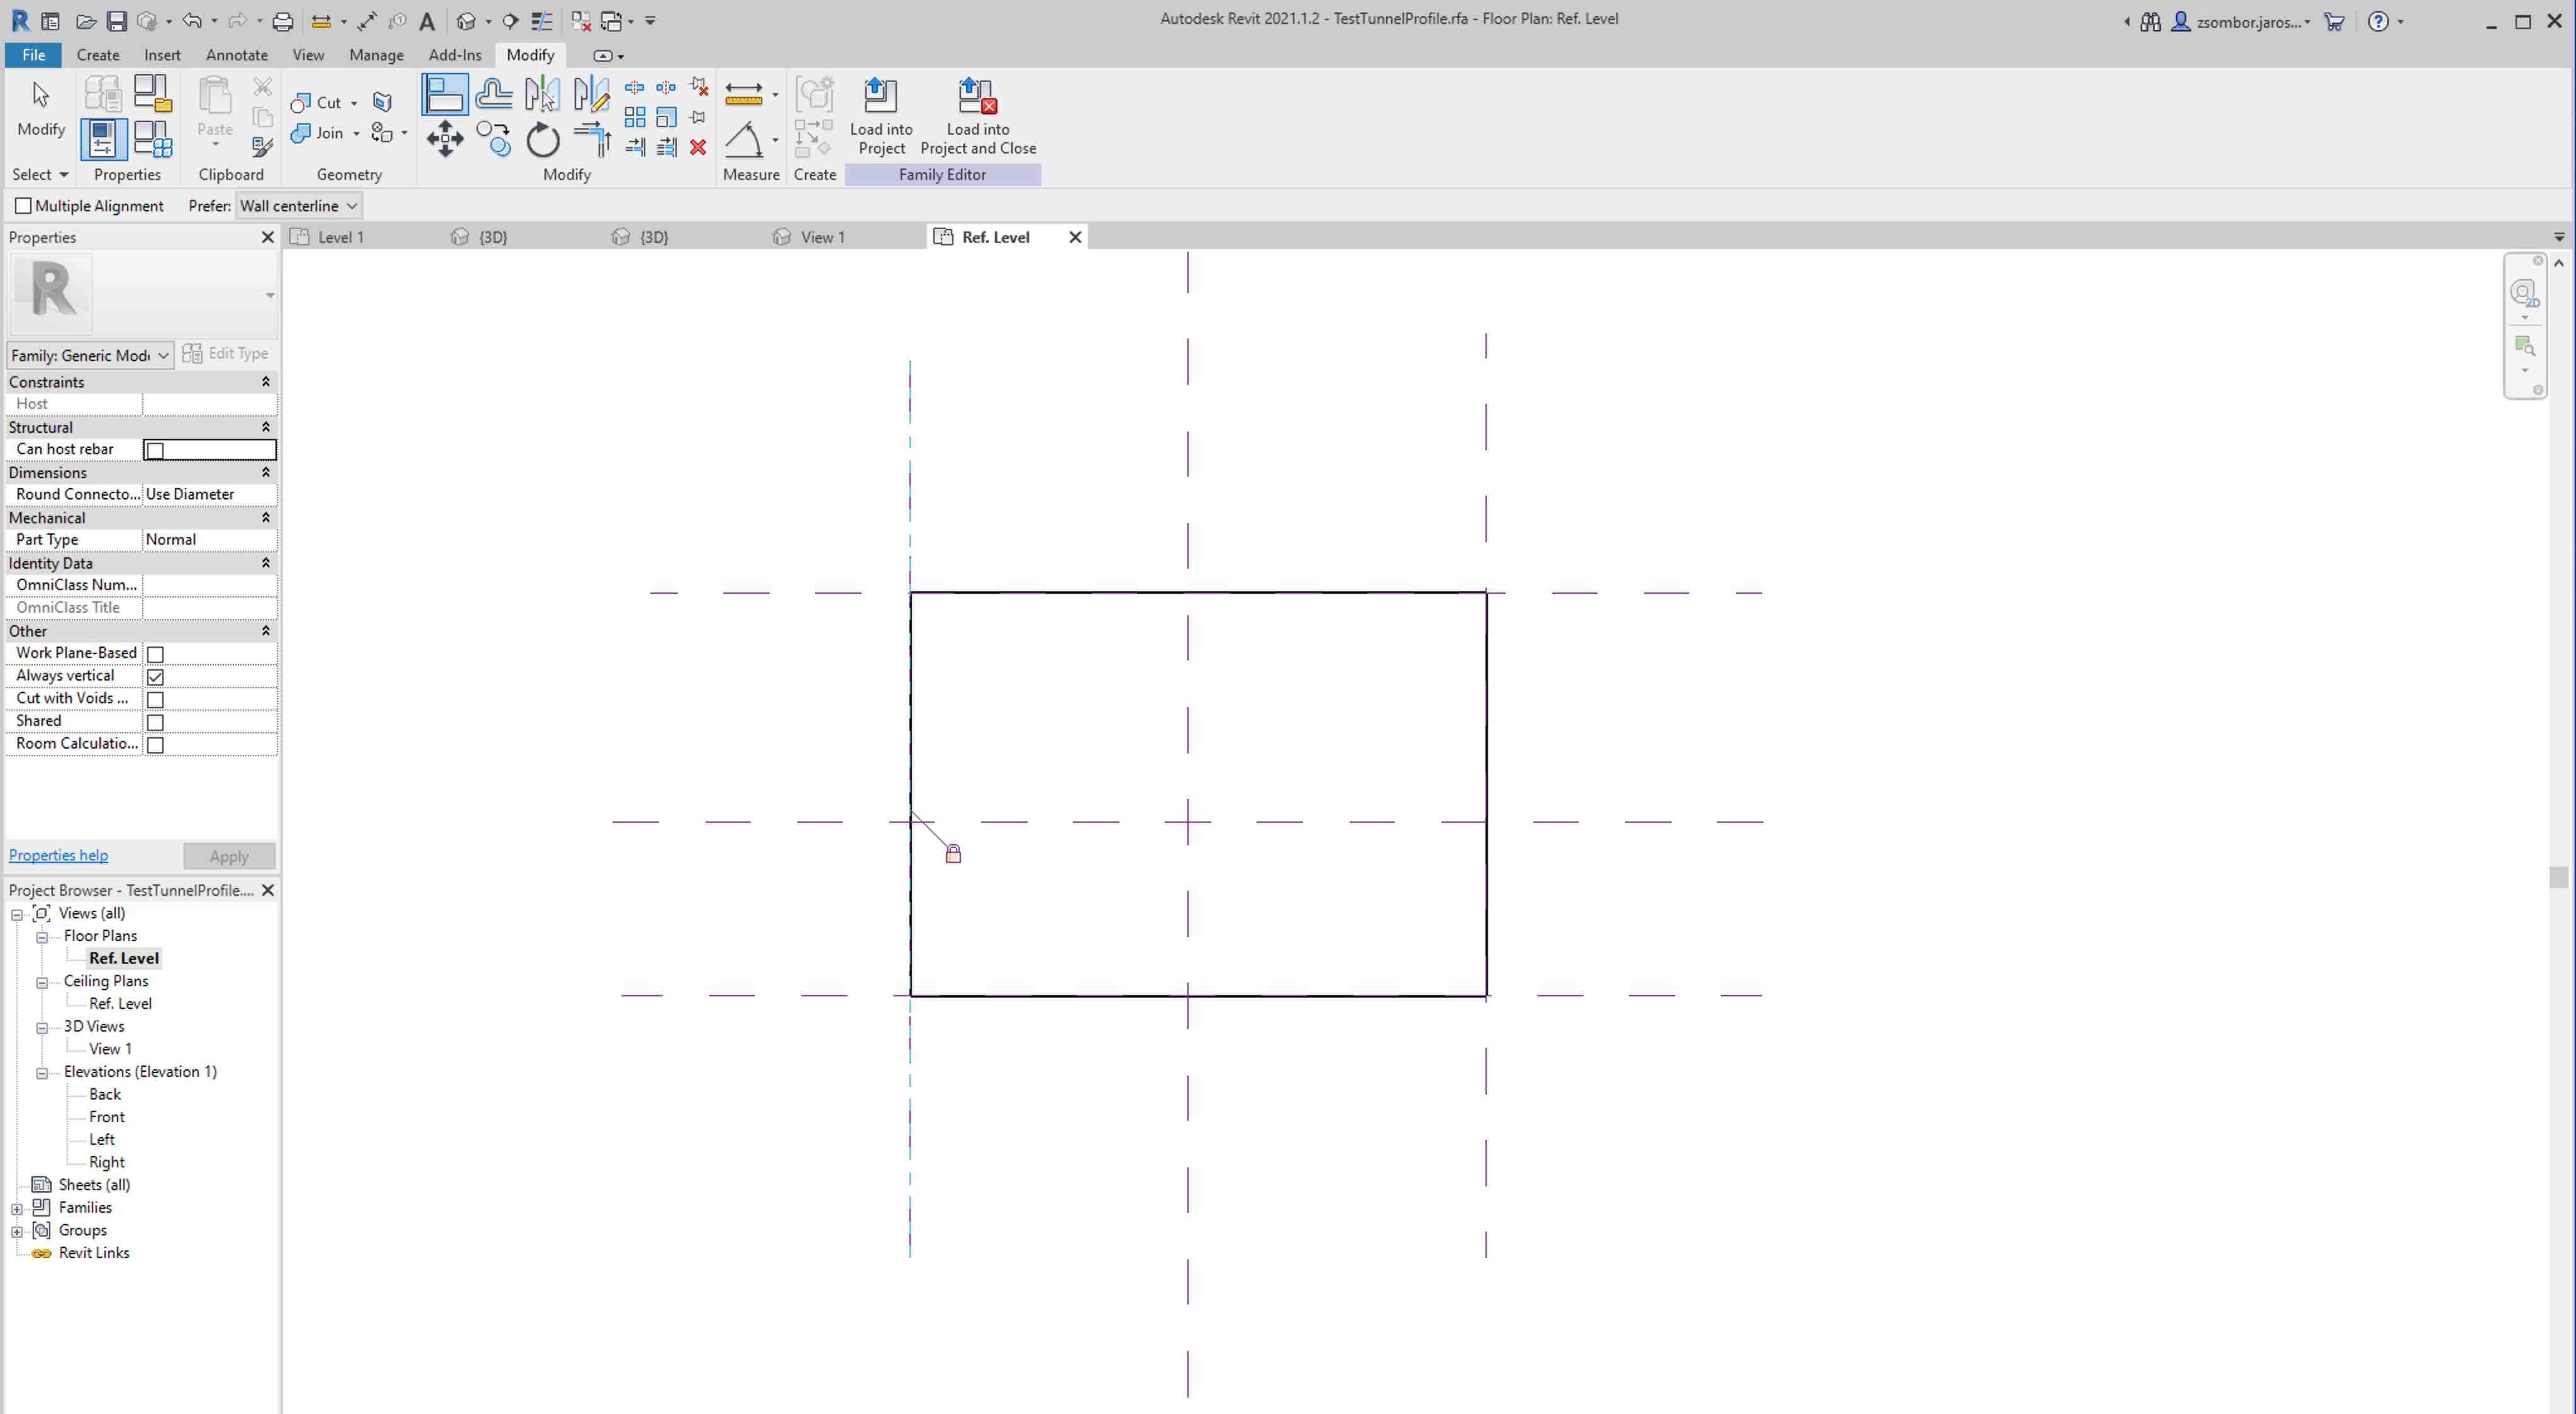 Autodesk Revit 2021.1.2 - TestTunnelProfile.rfa - Floor Plan: Ref. Level
zsombor.jaros...
File Create Insert Annotate View Manage Add-Ins Modify
Modify
Paste
Cut
Join
Load into Project
Load into Project and Close
Select Properties Clipboard Geometry Modify Measure Create Family Editor
Multiple Alignment Prefer: Wall centerline
Properties
Level 1 {3D} {3D} View 1 Ref. Level
R
2D
Family: Generic Mod Edit Type
Constraints
Host
Structural
Can host rebar
Dimensions
Round Connecto... Use Diameter
Mechanical
Part Type Normal
Identity Data
OmniClass Num...
OmniClass Title
Other
Work Plane-Based
Always vertical
Cut with Voids ...
Shared
Room Calculatio...
Properties help Apply
Project Browser - TestTunnelProfile....
Views (all)
Floor Plans
Ref. Level
Ceiling Plans
Ref. Level
3D Views
View 1
Elevations (Elevation 1)
Back
Front
Left
Right
Sheets (all)
Families
Groups
Revit Links